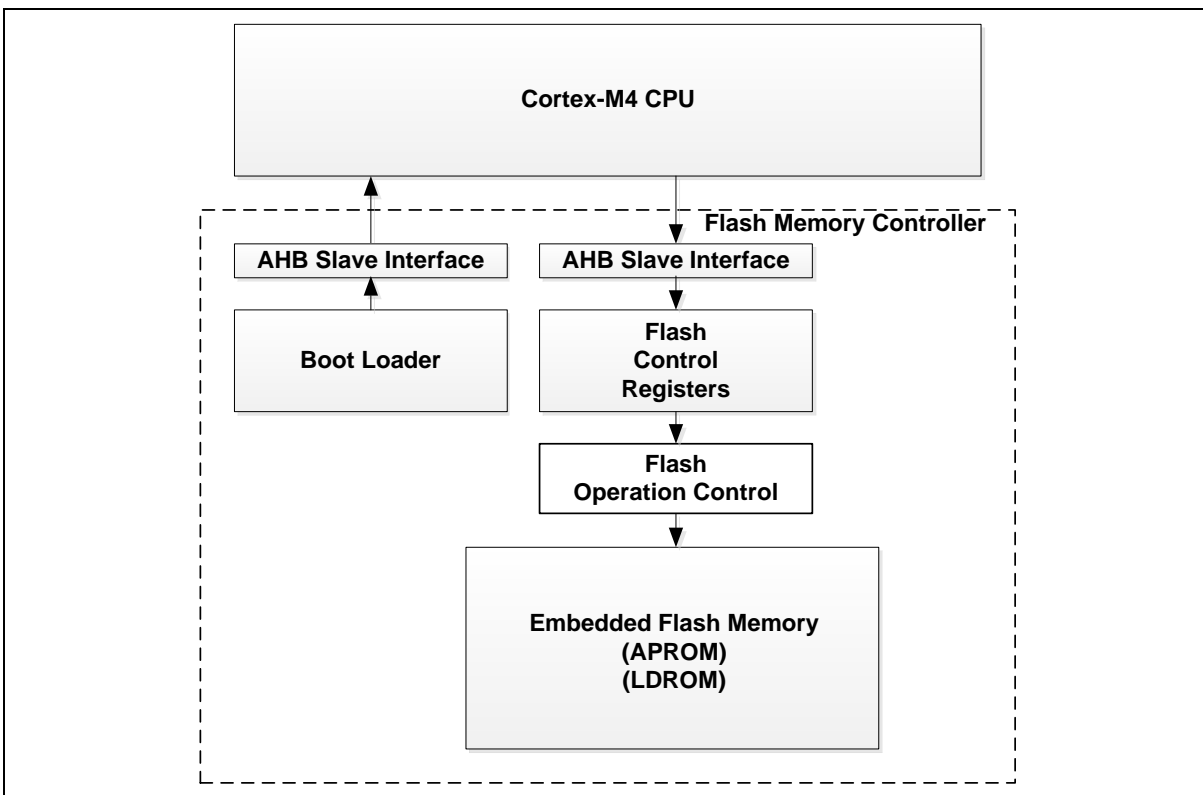 Cortex-M4 CPU
Flash Memory Controller
AHB Slave Interface
AHB Slave Interface
Boot Loader
Flash
Control
Registers
Flash
Operation Control
Embedded Flash Memory
(APROM)
(LDROM)